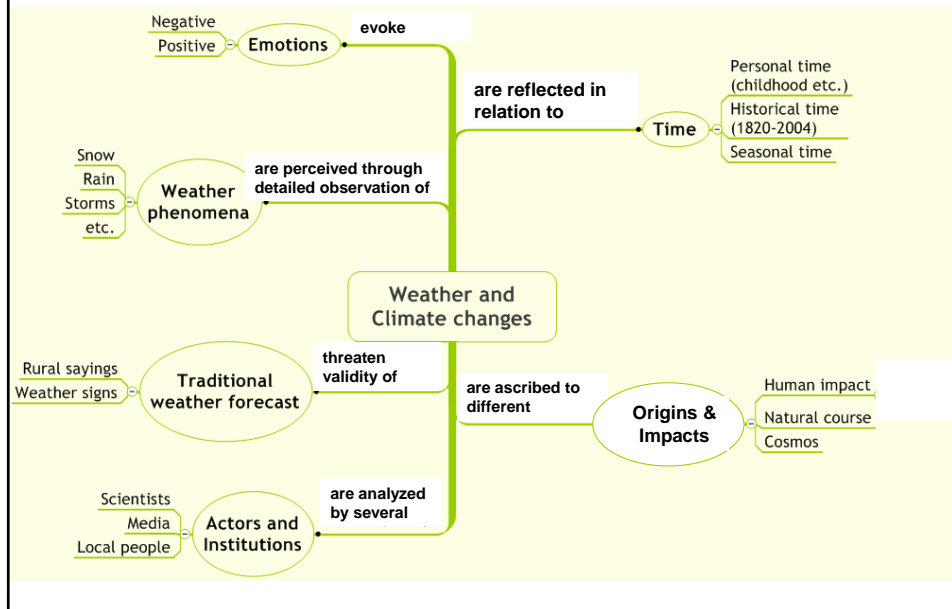 Negative
Positive
Emotions
evoke
are reflected in
relation to
Time
Personal time
(childhood etc.)
Historical time
(1820-2004)
Seasonal time
Snow
Rain
Storms
etc.
Weather
phenomena
are perceived through
detailed observation of
Weather and
Climate changes
Rural sayings
Weather signs
Traditional
weather forecast
threaten
validity of
are ascribed to
different
Origins &
Impacts
Human impact
Natural course
Cosmos
Scientists
Media
Local people
Actors and
Institutions
are analyzed
by several